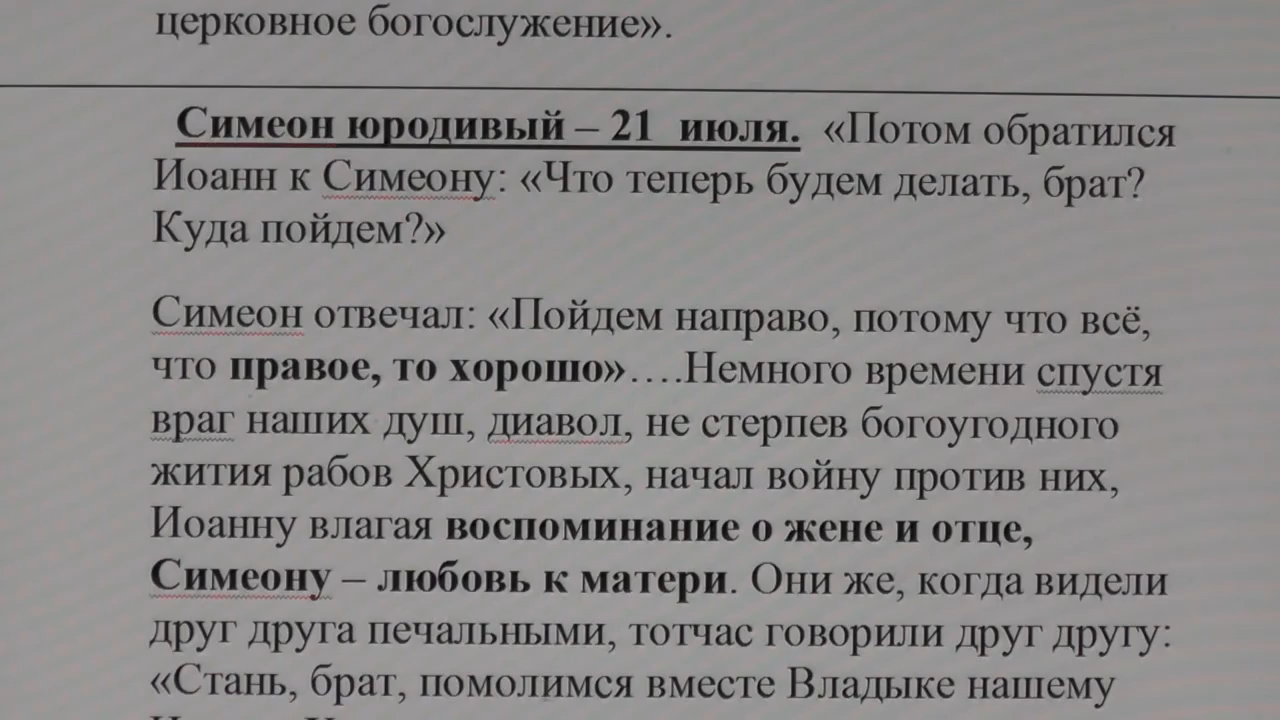 церковное богослужение».
Симеон юродивый – 21 июля. «Потом обратился
Иоанн к Симеону: «Что теперь будем делать, брат?
Куда пойдем?»
Симеон отвечал: «Пойдем направо, потому что всё,
что правое, то хорошо»….Немного времени спустя
враг наших душ, диавол, не стерпев богоугодного
жития рабов Христовых, начал войну против них,
Иоанну влагая воспоминание о жене и отце,
Симеону – любовь к матери. Они же, когда видели
друг друга печальными, тотчас говорили друг другу:
«Стань, брат, помолимся вместе Владыке нашему